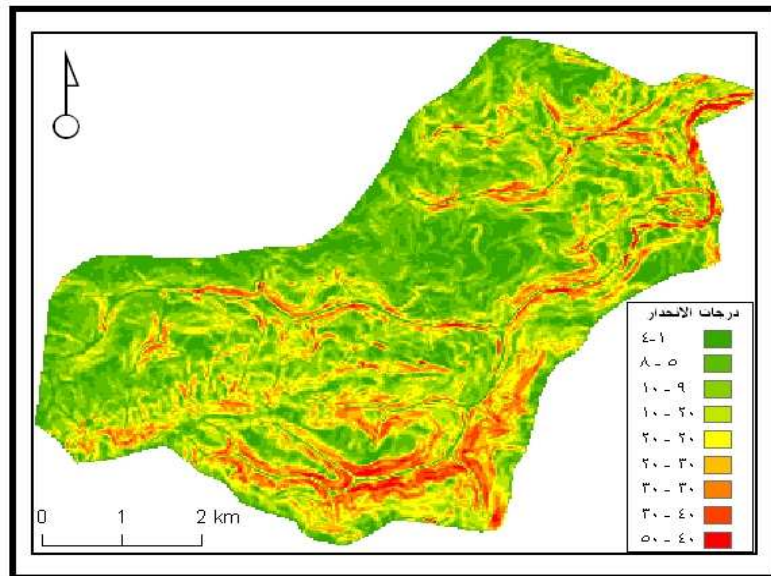 درجات الانحدار
٤-١
٨ - ٥
١٠ - ٩
١٠ - ٢٠
٢٠ - ٢٠
٢٠ - ٣٠
٣٠ - ٣٠
٣٠ - ٤٠
٥٠ - ٤٠
0 1 2 km